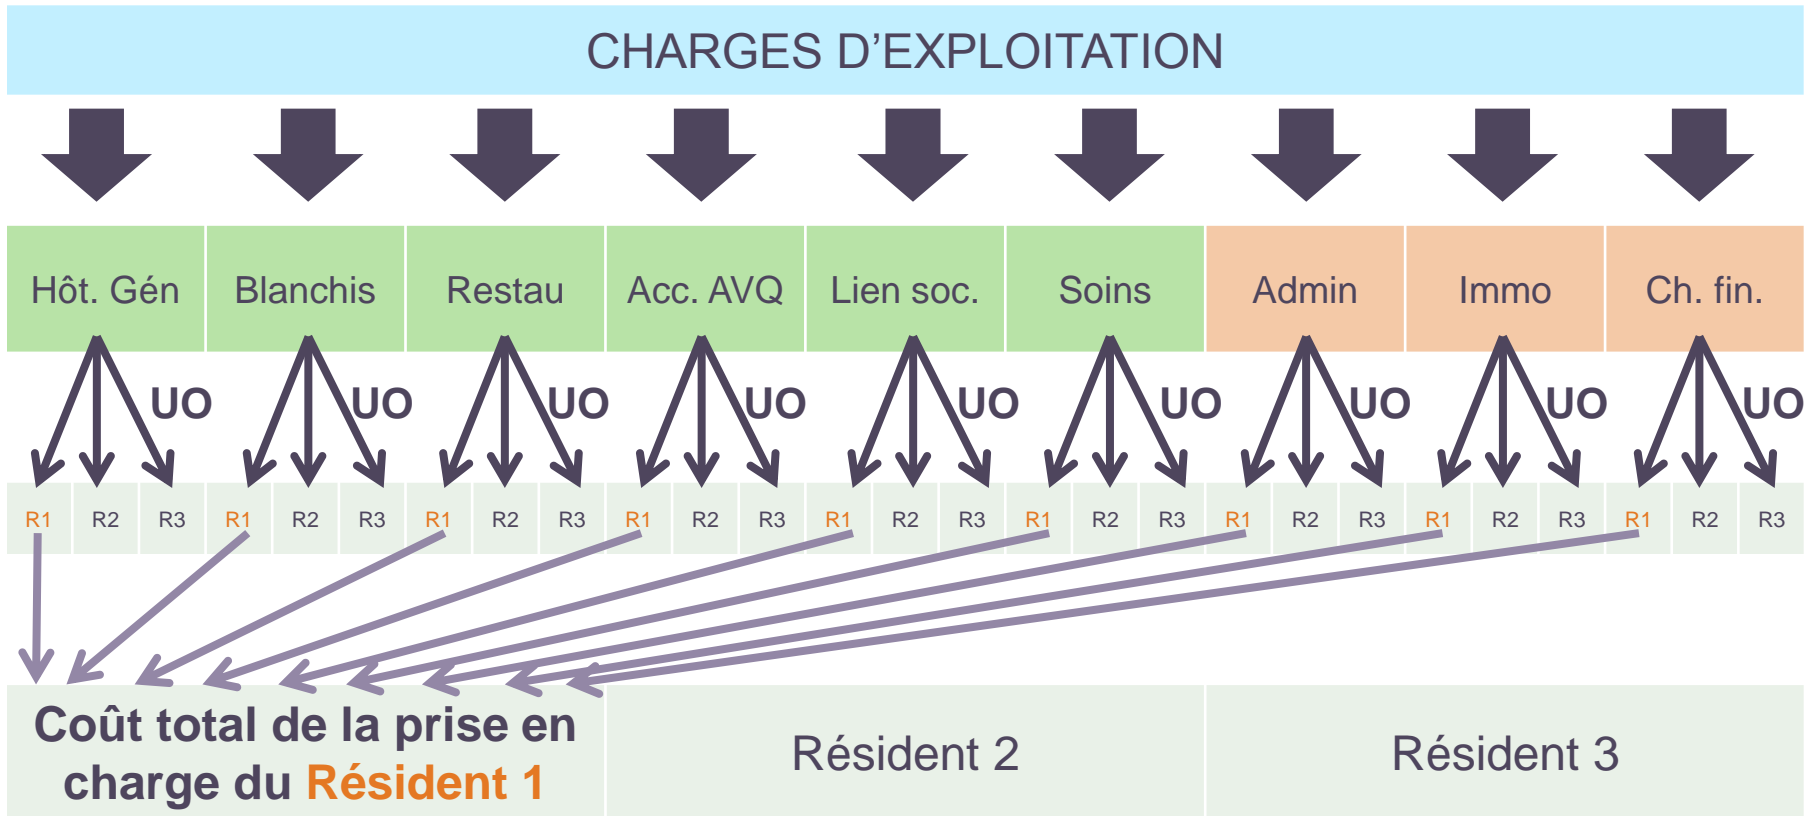 CHARGES D’EXPLOITATION
Hôt. Gén Blanchis Restau Acc. AVQ Lien soc. Soins Admin Immo Ch. fin.
UO UO UO UO UO UO UO UO UO
R1 R2 R3 R1 R2 R3 R1 R2 R3 R1 R2 R3 R1 R2 R3 R1 R2 R3 R1 R2 R3 R1 R2 R3 R1 R2 R3
Coût total de la prise en
charge du Résident 1
Résident 2
Résident 3